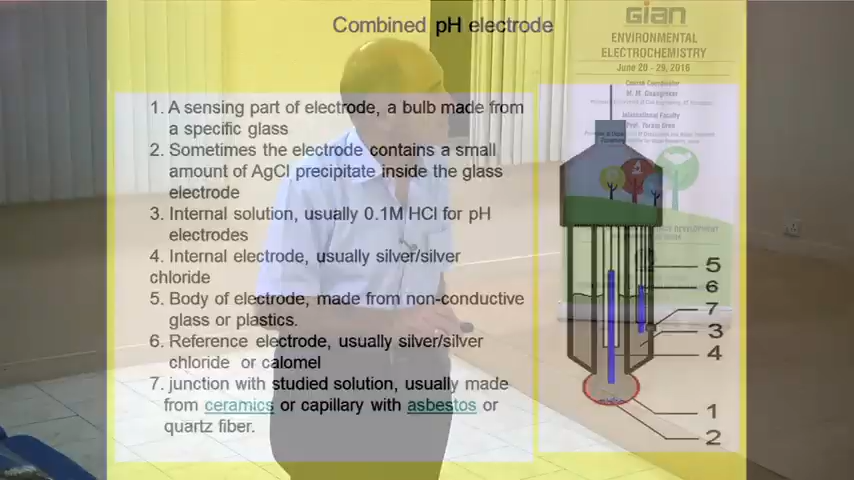 Combined pH electrode
1. A sensing part of electrode, a bulb made from
a specific glass
2. Sometimes the electrode contains a small
amount of AgCl precipitate inside the glass
electrode
3. Internal solution, usually 0.1M HCl for pH
electrodes
4. Internal electrode, usually silver/silver
chloride
5. Body of electrode, made from non-conductive
glass or plastics.
6. Reference electrode, usually silver/silver
chloride or calomel
7. junction with studied solution, usually made
from ceramics or capillary with asbestos or
quartz fiber.
5
6
7
3
4
1
2
GIAN
ENVIRONMENTAL
ELECTROCHEMISTRY
June 20 - 29, 2016
Course Coordinator
International Faculty